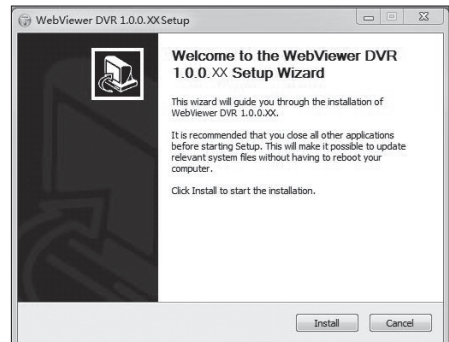 WebViewer DVR 1.0.0.XX Setup
Welcome to the WebViewer DVR
1.0.0.XX Setup Wizard
This wizard will guide you through the installation of
WebViewer DVR 1.0.0.XX.
It is recommended that you close all other applications
before starting Setup. This will make it possible to update
relevant system files without having to reboot your
computer.
Click Install to start the installation.
Install
Cancel